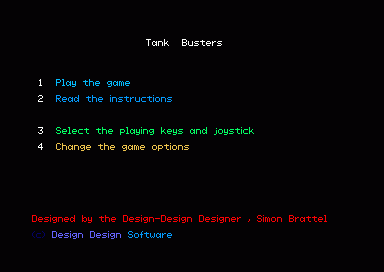 Tank  Busters
1 Play the game
2 Read the instructions
3 Select the playing keys and joystick
4 Change the game options
Designed by the Design-Design Designer , Simon Brattel
(c) Design Design Software